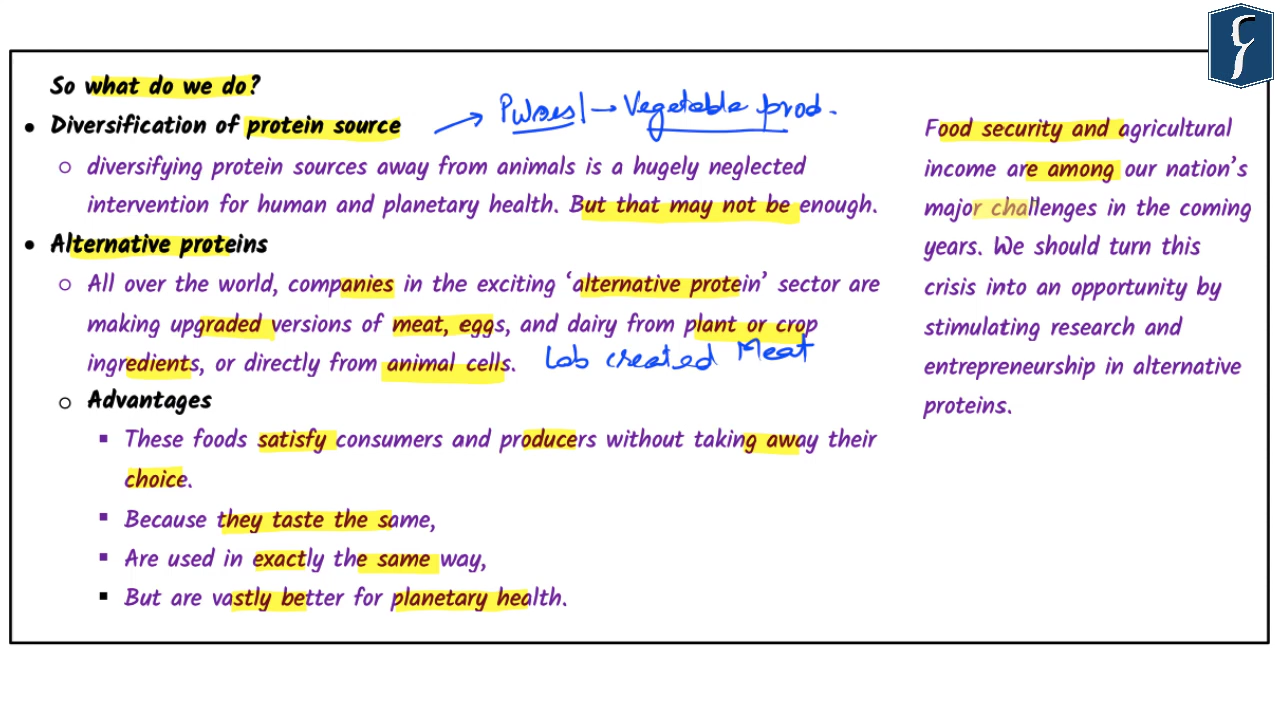 So what do we do?
• Diversification of protein source
Pulses | → Vegetable prod.
○ diversifying protein sources away from animals is a hugely neglected
intervention for human and planetary health. But that may not be enough.
• Alternative proteins
○ All over the world, companies in the exciting ‘alternative protein’ sector are
making upgraded versions of meat, eggs, and dairy from plant or crop
ingredients, or directly from animal cells.
Lab created Meat
○ Advantages
▪ These foods satisfy consumers and producers without taking away their
choice.
▪ Because they taste the same,
▪ Are used in exactly the same way,
▪ But are vastly better for planetary health.
Food security and agricultural
income are among our nation’s
major challenges in the coming
years. We should turn this
crisis into an opportunity by
stimulating research and
entrepreneurship in alternative
proteins.